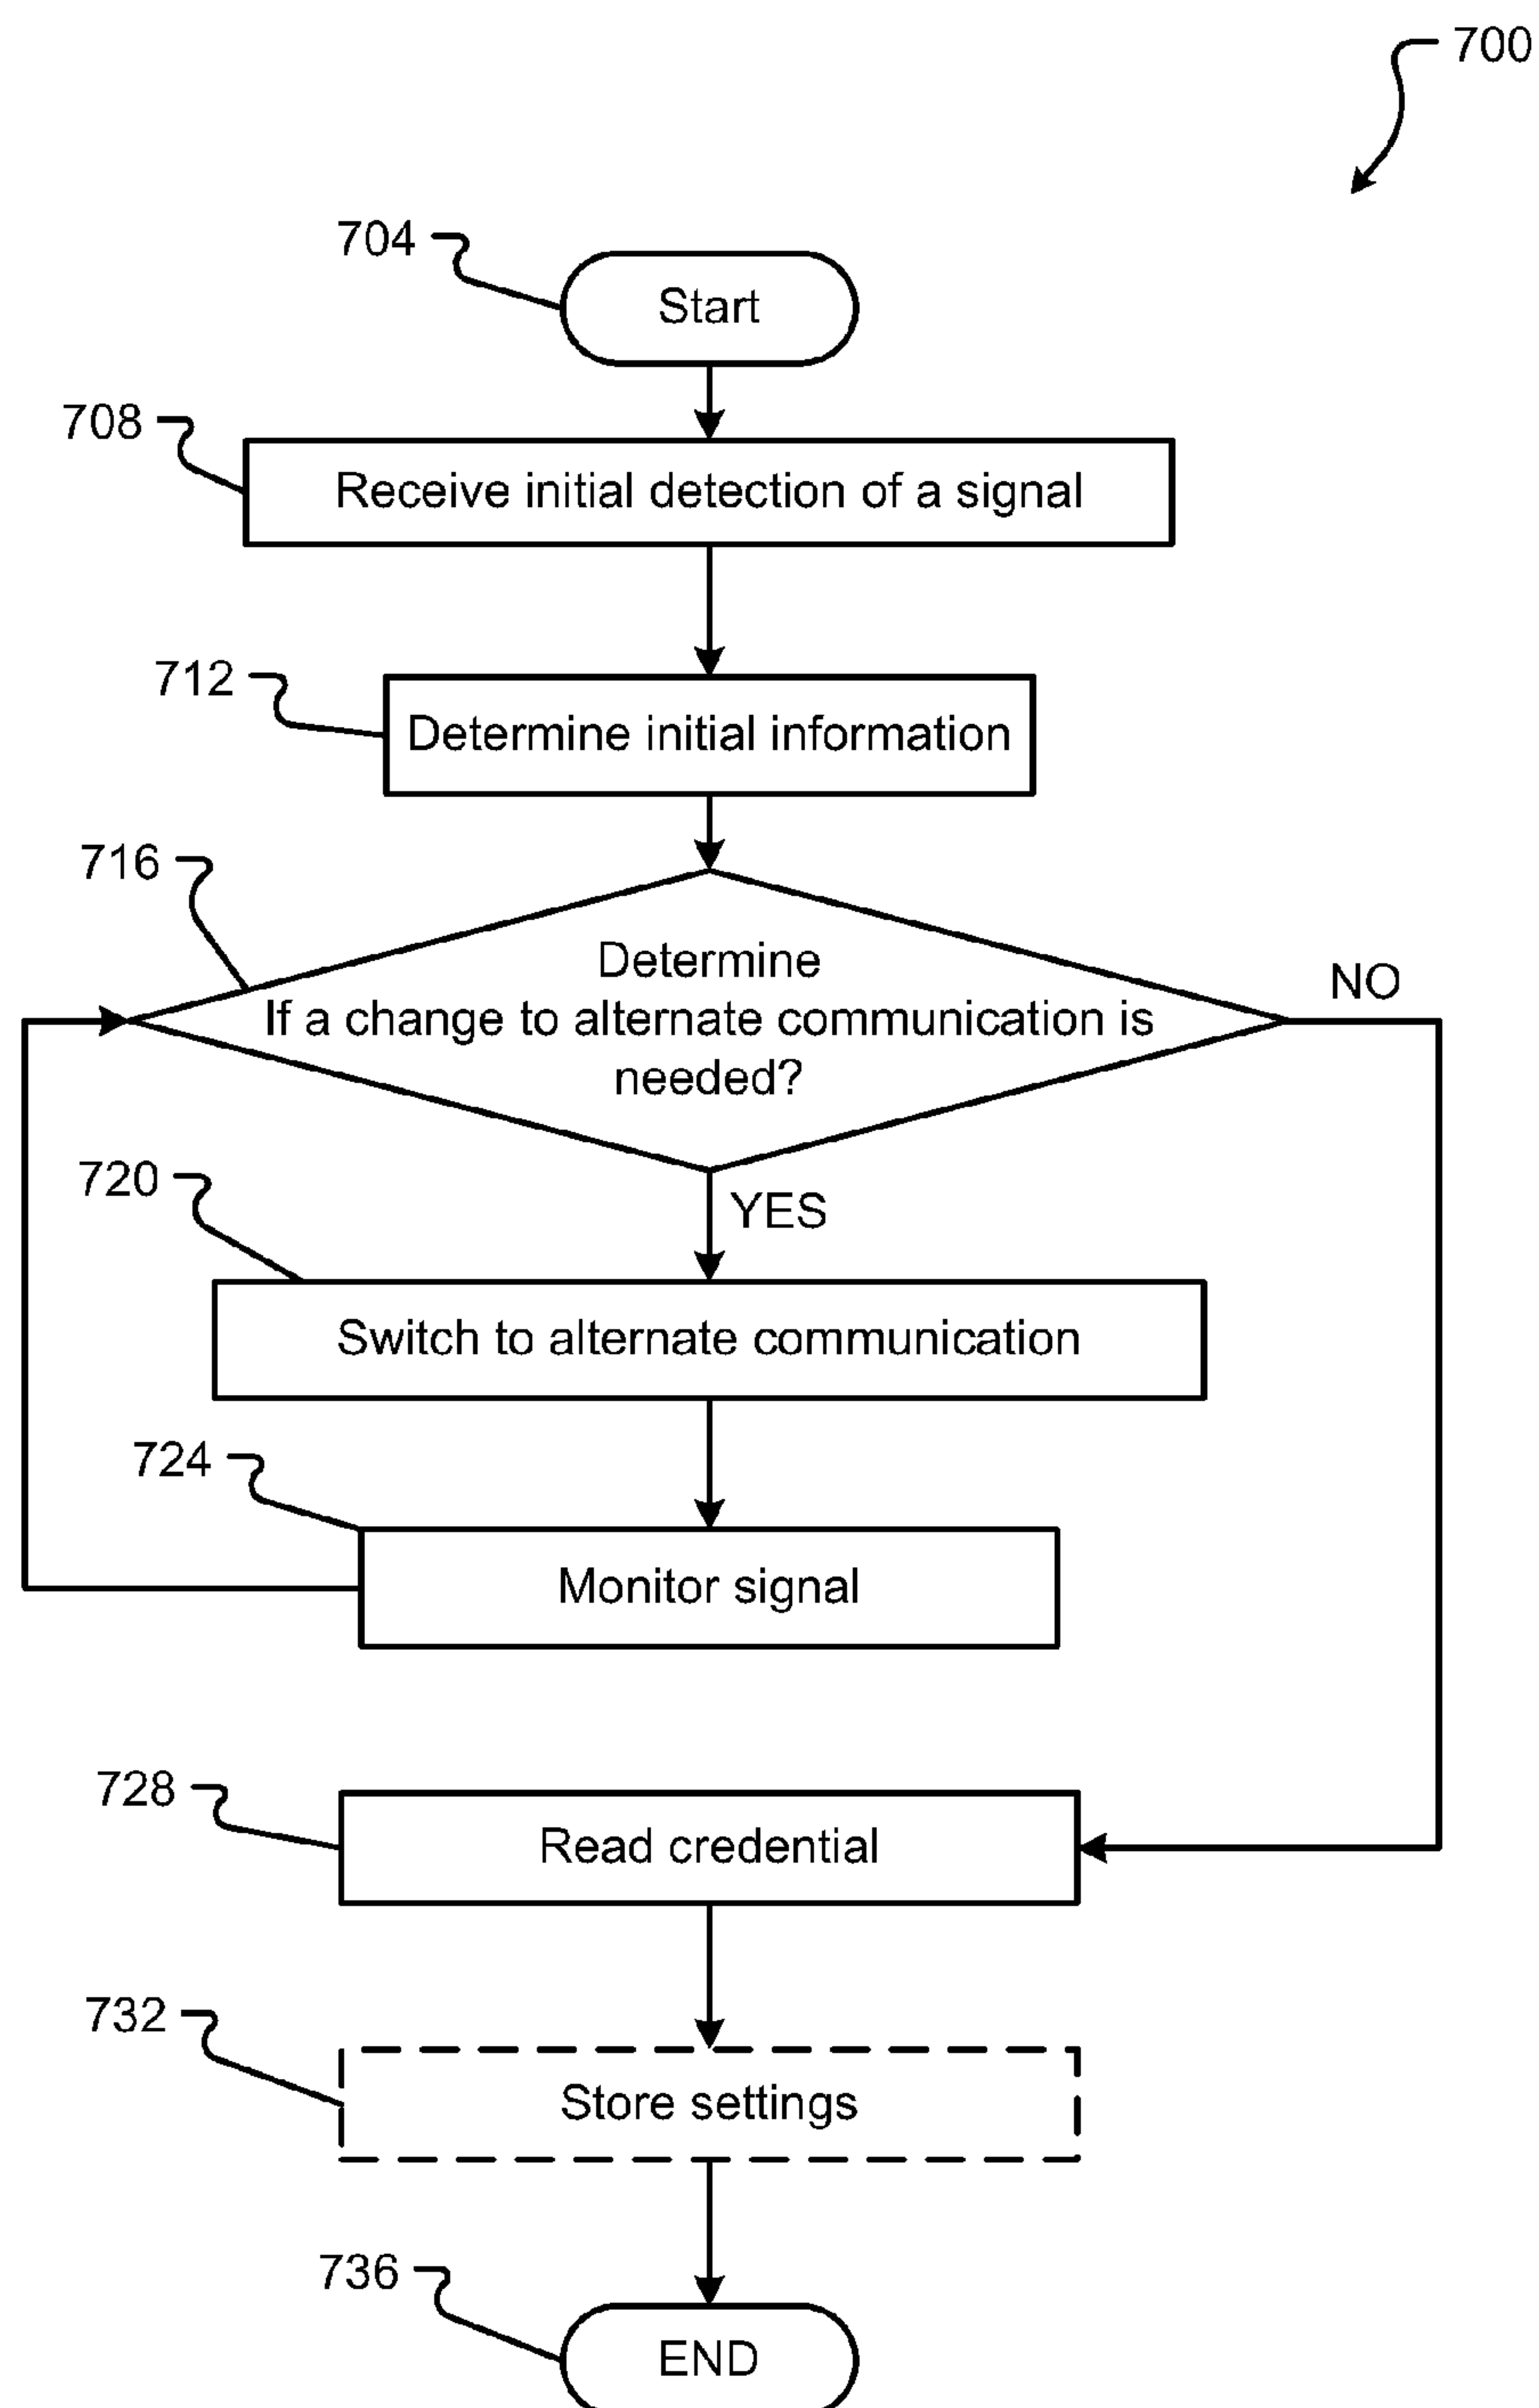 700
704
Start
708
Receive initial detection of a signal
712
Determine initial information
716
Determine
If a change to alternate communication is
needed?
NO
YES
720
Switch to alternate communication
724
Monitor signal
728
Read credential
732
Store settings
736
END